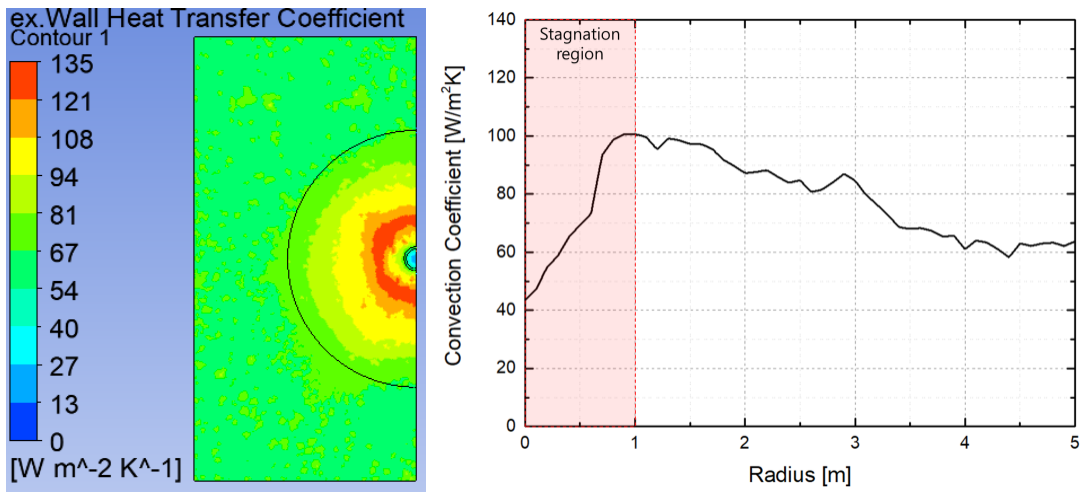 ex.Wall Heat Transfer Coefficient
Contour 1
135
121
108
94
81
67
54
40
27
13
0
[W m^-2 K^-1]
Convection Coefficient [W/m²K]
140
120
100
80
60
40
20
0
Stagnation
region
0 1 2 3 4 5
Radius [m]